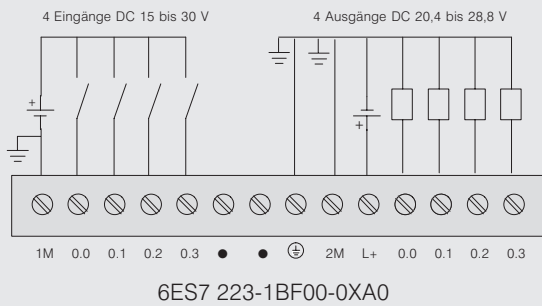 4 Eingänge DC 15 bis 30 V 4 Ausgänge DC 20,4 bis 28,8 V
+
+
1M 0.0 0.1 0.2 0.3 ● ● ⏚ 2M L+ 0.0 0.1 0.2 0.3
6ES7 223-1BF00-0XA0